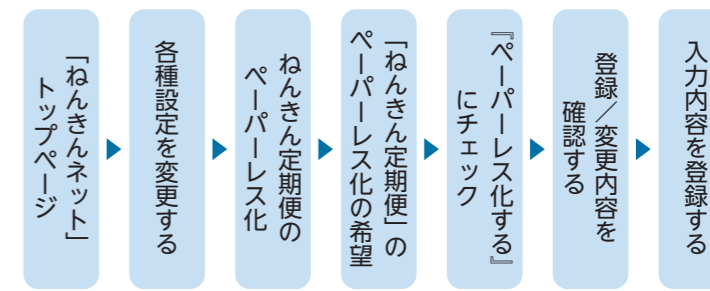 「ねんきんネット」
トップページ
各種設定を変更する
ねんきん定期便の
ペーパーレス化
「ねんきん定期便」の
ペーパーレス化の希望
『ペーパーレス化する』
にチェック
登録／変更内容を
確認する
入力内容を登録する